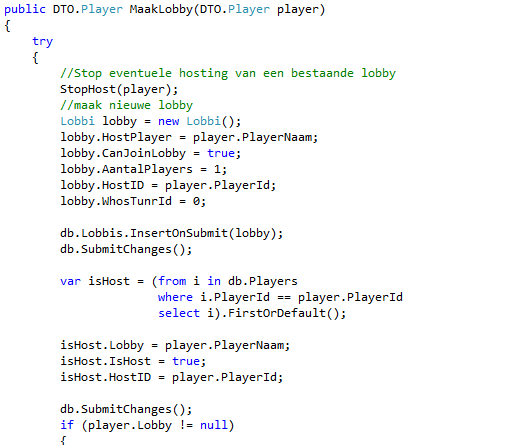 public DTO.Player MaakLobby(DTO.Player player)
{
try
{
//Stop eventuele hosting van een bestaande lobby
StopHost(player);
//maak nieuwe lobby
Lobbi lobby = new Lobbi();
lobby.HostPlayer = player.PlayerNaam;
lobby.CanJoinLobby = true;
lobby.AantalPlayers = 1;
lobby.HostID = player.PlayerId;
lobby.WhosTunrId = 0;
db.Lobbis.InsertOnSubmit(lobby);
db.SubmitChanges();
var isHost = (from i in db.Players
where i.PlayerId == player.PlayerId
select i).FirstOrDefault();
isHost.Lobby = player.PlayerNaam;
isHost.IsHost = true;
isHost.HostID = player.PlayerId;
db.SubmitChanges();
if (player.Lobby != null)
{